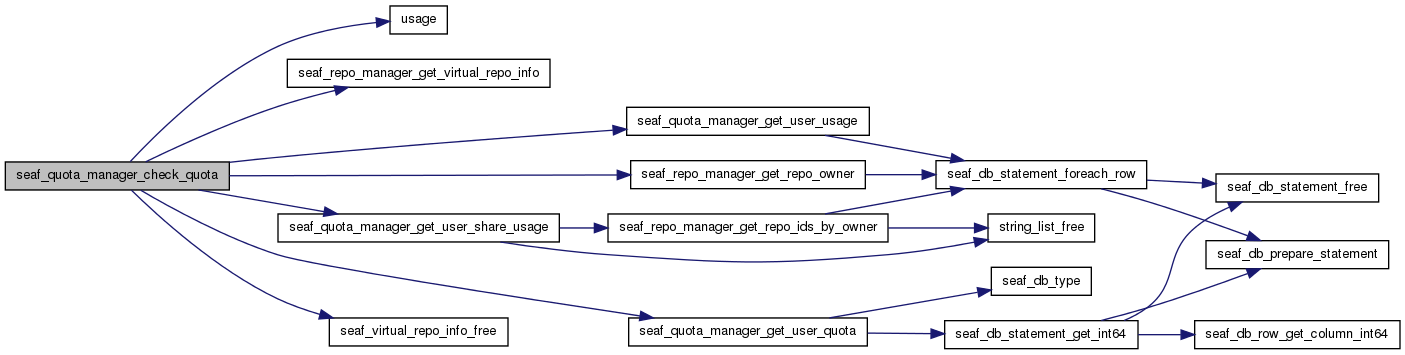 usage
seaf_repo_manager_get_virtual_repo_info
seaf_quota_manager_get_user_usage
seaf_quota_manager_check_quota
seaf_repo_manager_get_repo_owner
seaf_db_statement_foreach_row
seaf_db_statement_free
seaf_quota_manager_get_user_share_usage
seaf_repo_manager_get_repo_ids_by_owner
string_list_free
seaf_db_prepare_statement
seaf_db_type
seaf_virtual_repo_info_free
seaf_quota_manager_get_user_quota
seaf_db_statement_get_int64
seaf_db_row_get_column_int64